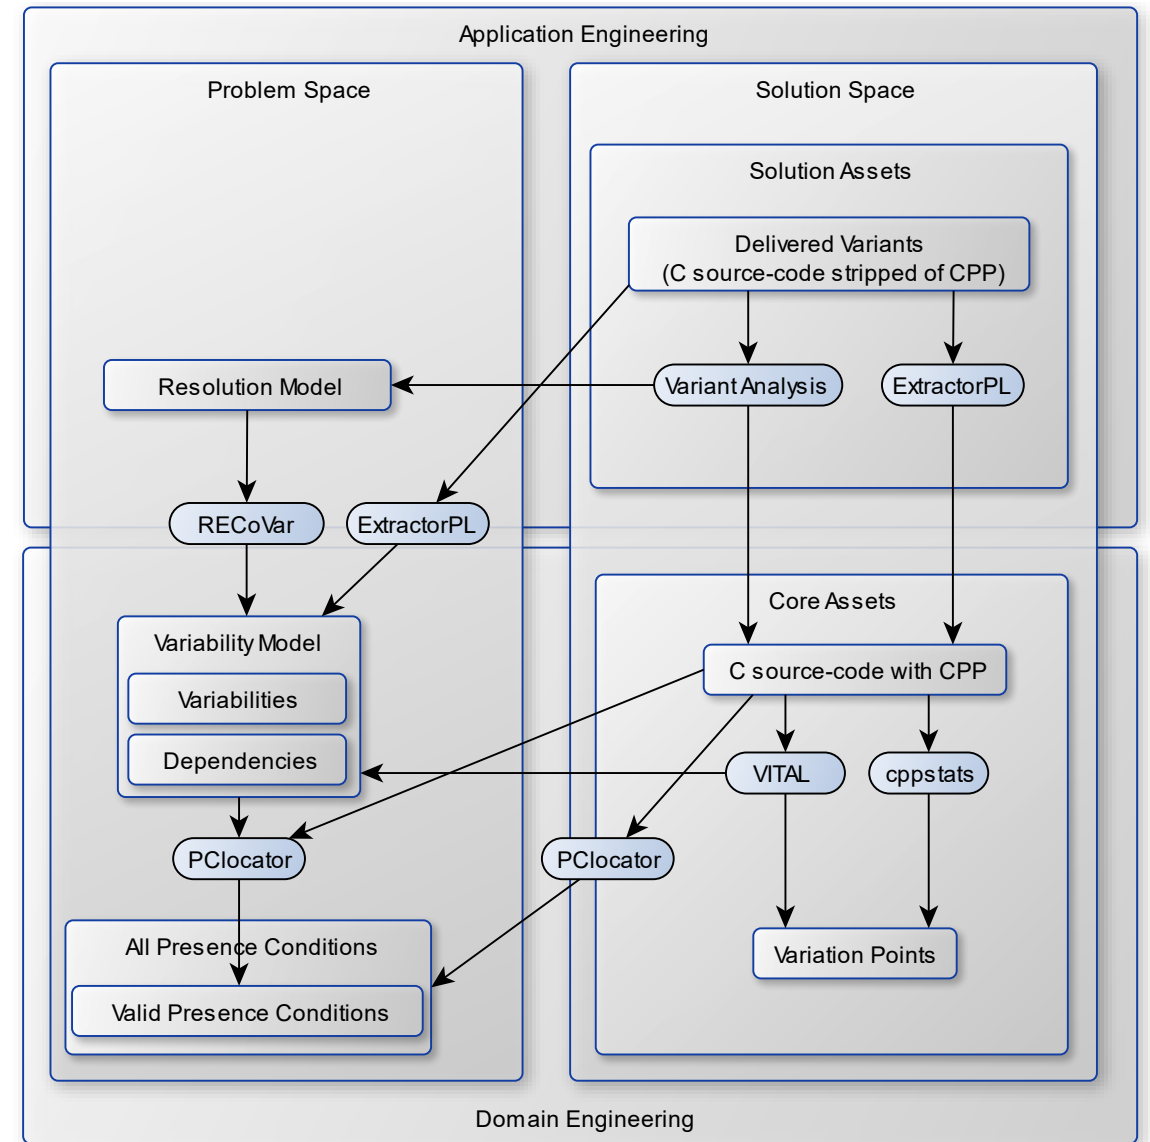 Application Engineering
Problem Space
Solution Space
Solution Assets
Delivered Variants
(C source-code stripped of CPP)
Resolution Model
Variant Analysis
ExtractorPL
RECoVar
ExtractorPL
Core Assets
Variability Model
C source-code with CPP
Variabilities
Dependencies
VITAL
cppstats
PClocator
PClocator
All Presence Conditions
Variation Points
Valid Presence Conditions
Domain Engineering